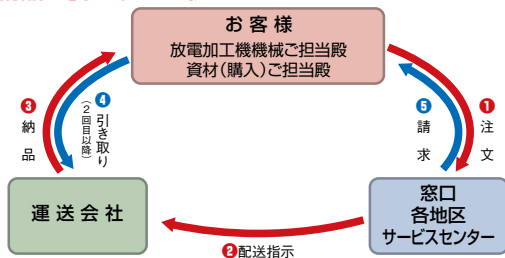 お客様
放電加工機機械ご担当殿
資材(購入)ご担当殿
❶注文
❺請求
❸納品
❹引き取り
(2回目以降)
運送会社
窓口
各地区
サービスセンター
❷配送指示